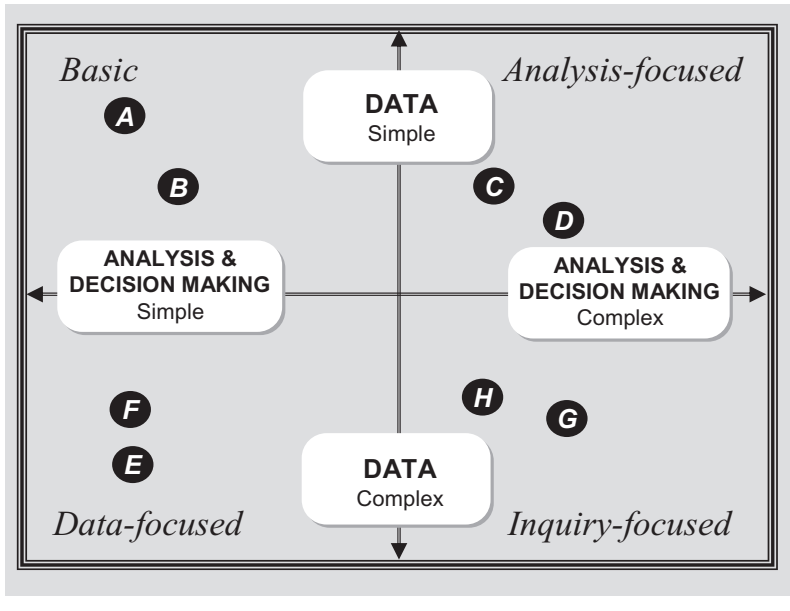 Basic
Analysis-focused
DATA
Simple
A
B
C
D
ANALYSIS &
DECISION MAKING
Simple
ANALYSIS &
DECISION MAKING
Complex
F
E
H
G
DATA
Complex
Data-focused
Inquiry-focused